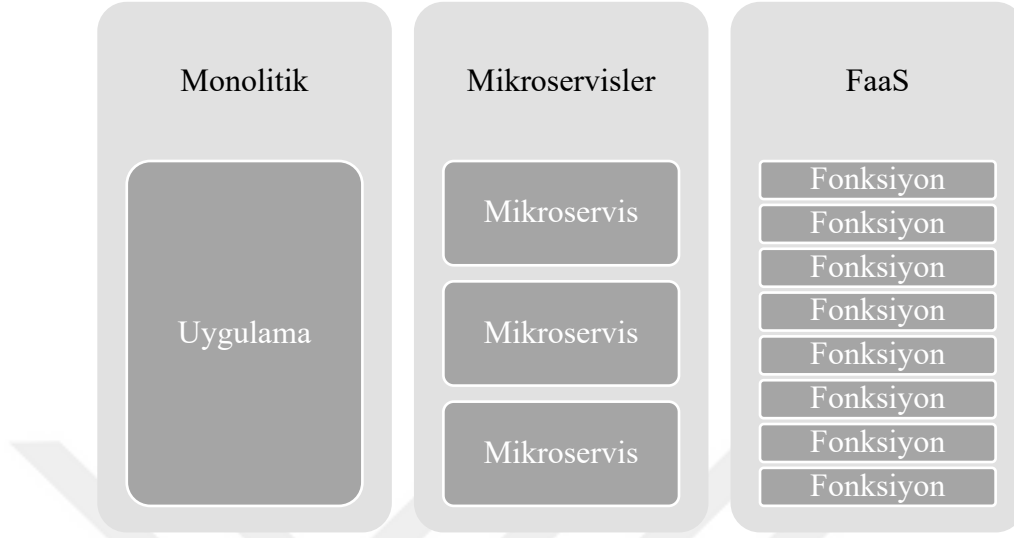 Monolitik
Uygulama
Mikroservisler
Mikroservis
Mikroservis
Mikroservis
FaaS
Fonksiyon
Fonksiyon
Fonksiyon
Fonksiyon
Fonksiyon
Fonksiyon
Fonksiyon
Fonksiyon